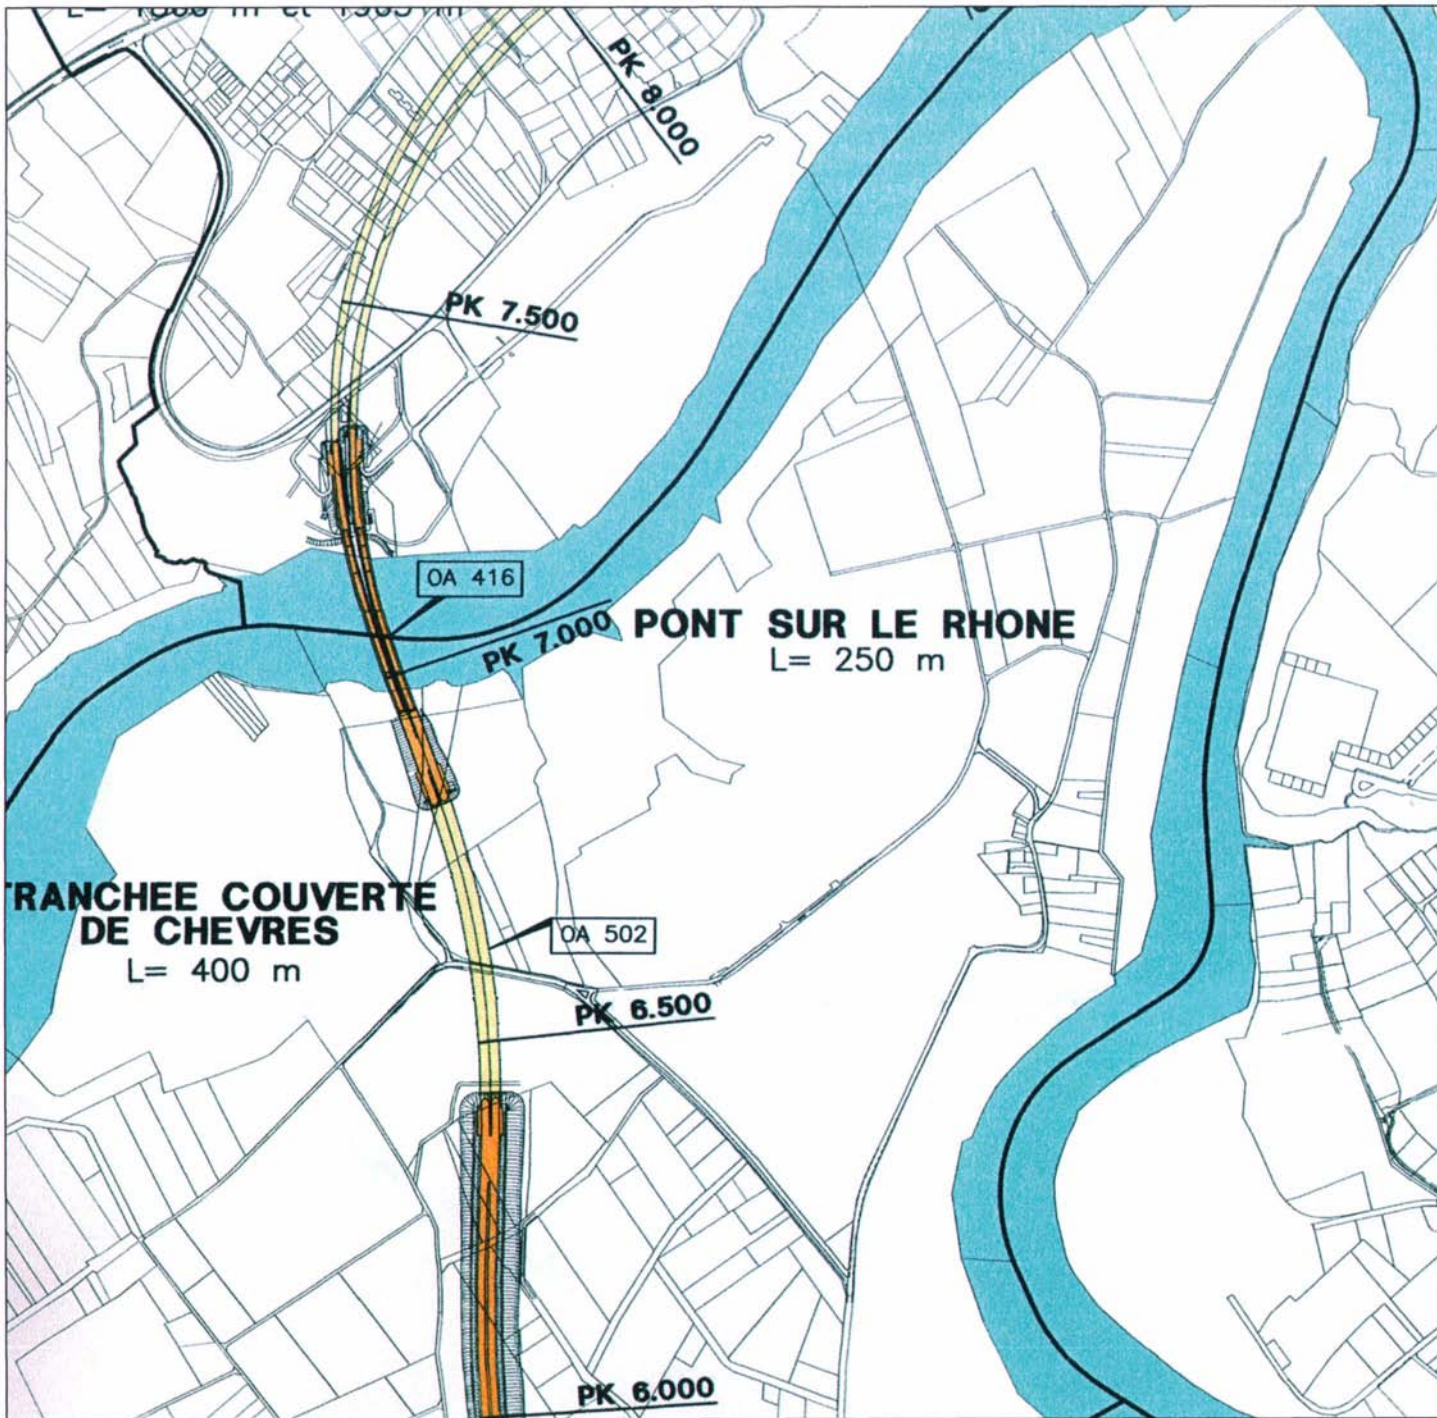 PK 8.000
PK 7.500
OA 416
PK 7.000
PONT SUR LE RHONE
L= 250 m
TRANCHEE COUVERTE
DE CHEVRES
L= 400 m
OA 502
PK 6.500
PK 6.000